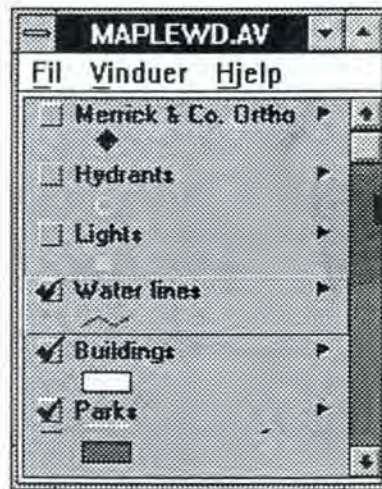 MAPLEWD.AV
Fil Vinduer Hjelp
Merrick & Co. Ortho
Hydrants
Lights
Water lines
Buildings
Parks